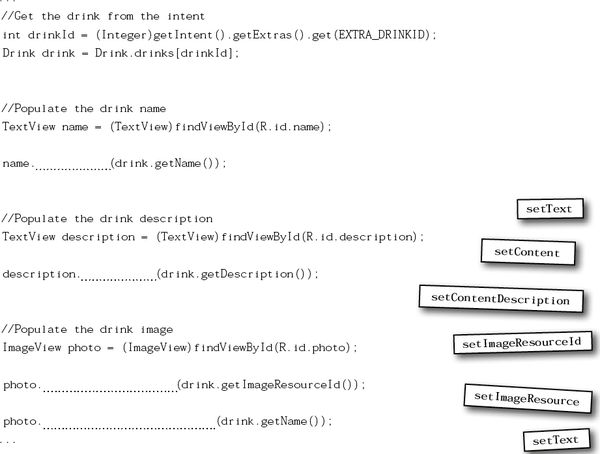 ...
//Get the drink from the intent
int drinkId = (Integer)getIntent().getExtras().get(EXTRA_DRINKID);
Drink drink = Drink.drinks[drinkId];
//Populate the drink name
TextView name = (TextView)findViewById(R.id.name);
name....................(drink.getName());
//Populate the drink description
TextView description = (TextView)findViewById(R.id.description);
description....................(drink.getDescription());
//Populate the drink image
ImageView photo = (ImageView)findViewById(R.id.photo);
photo...................................(drink.getImageResourceId());
photo.............................................(drink.getName());
...
setText
setContent
setContentDescription
setImageResourceId
setImageResource
setText